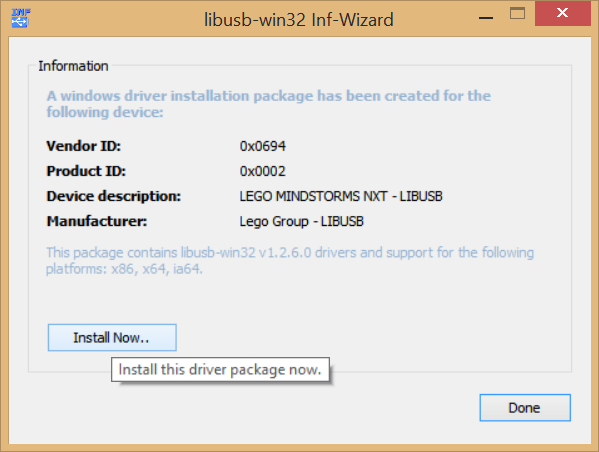 INF
libusb-win32 Inf-Wizard
Information
A windows driver installation package has been created for the
following device:
Vendor ID: 0x0694
Product ID: 0x0002
Device description: LEGO MINDSTORMS NXT - LIBUSB
Manufacturer: Lego Group - LIBUSB
This package contains libusb-win32 v1.2.6.0 drivers and support for the following
platforms: x86, x64, ia64.
Install Now..
Install this driver package now.
Done